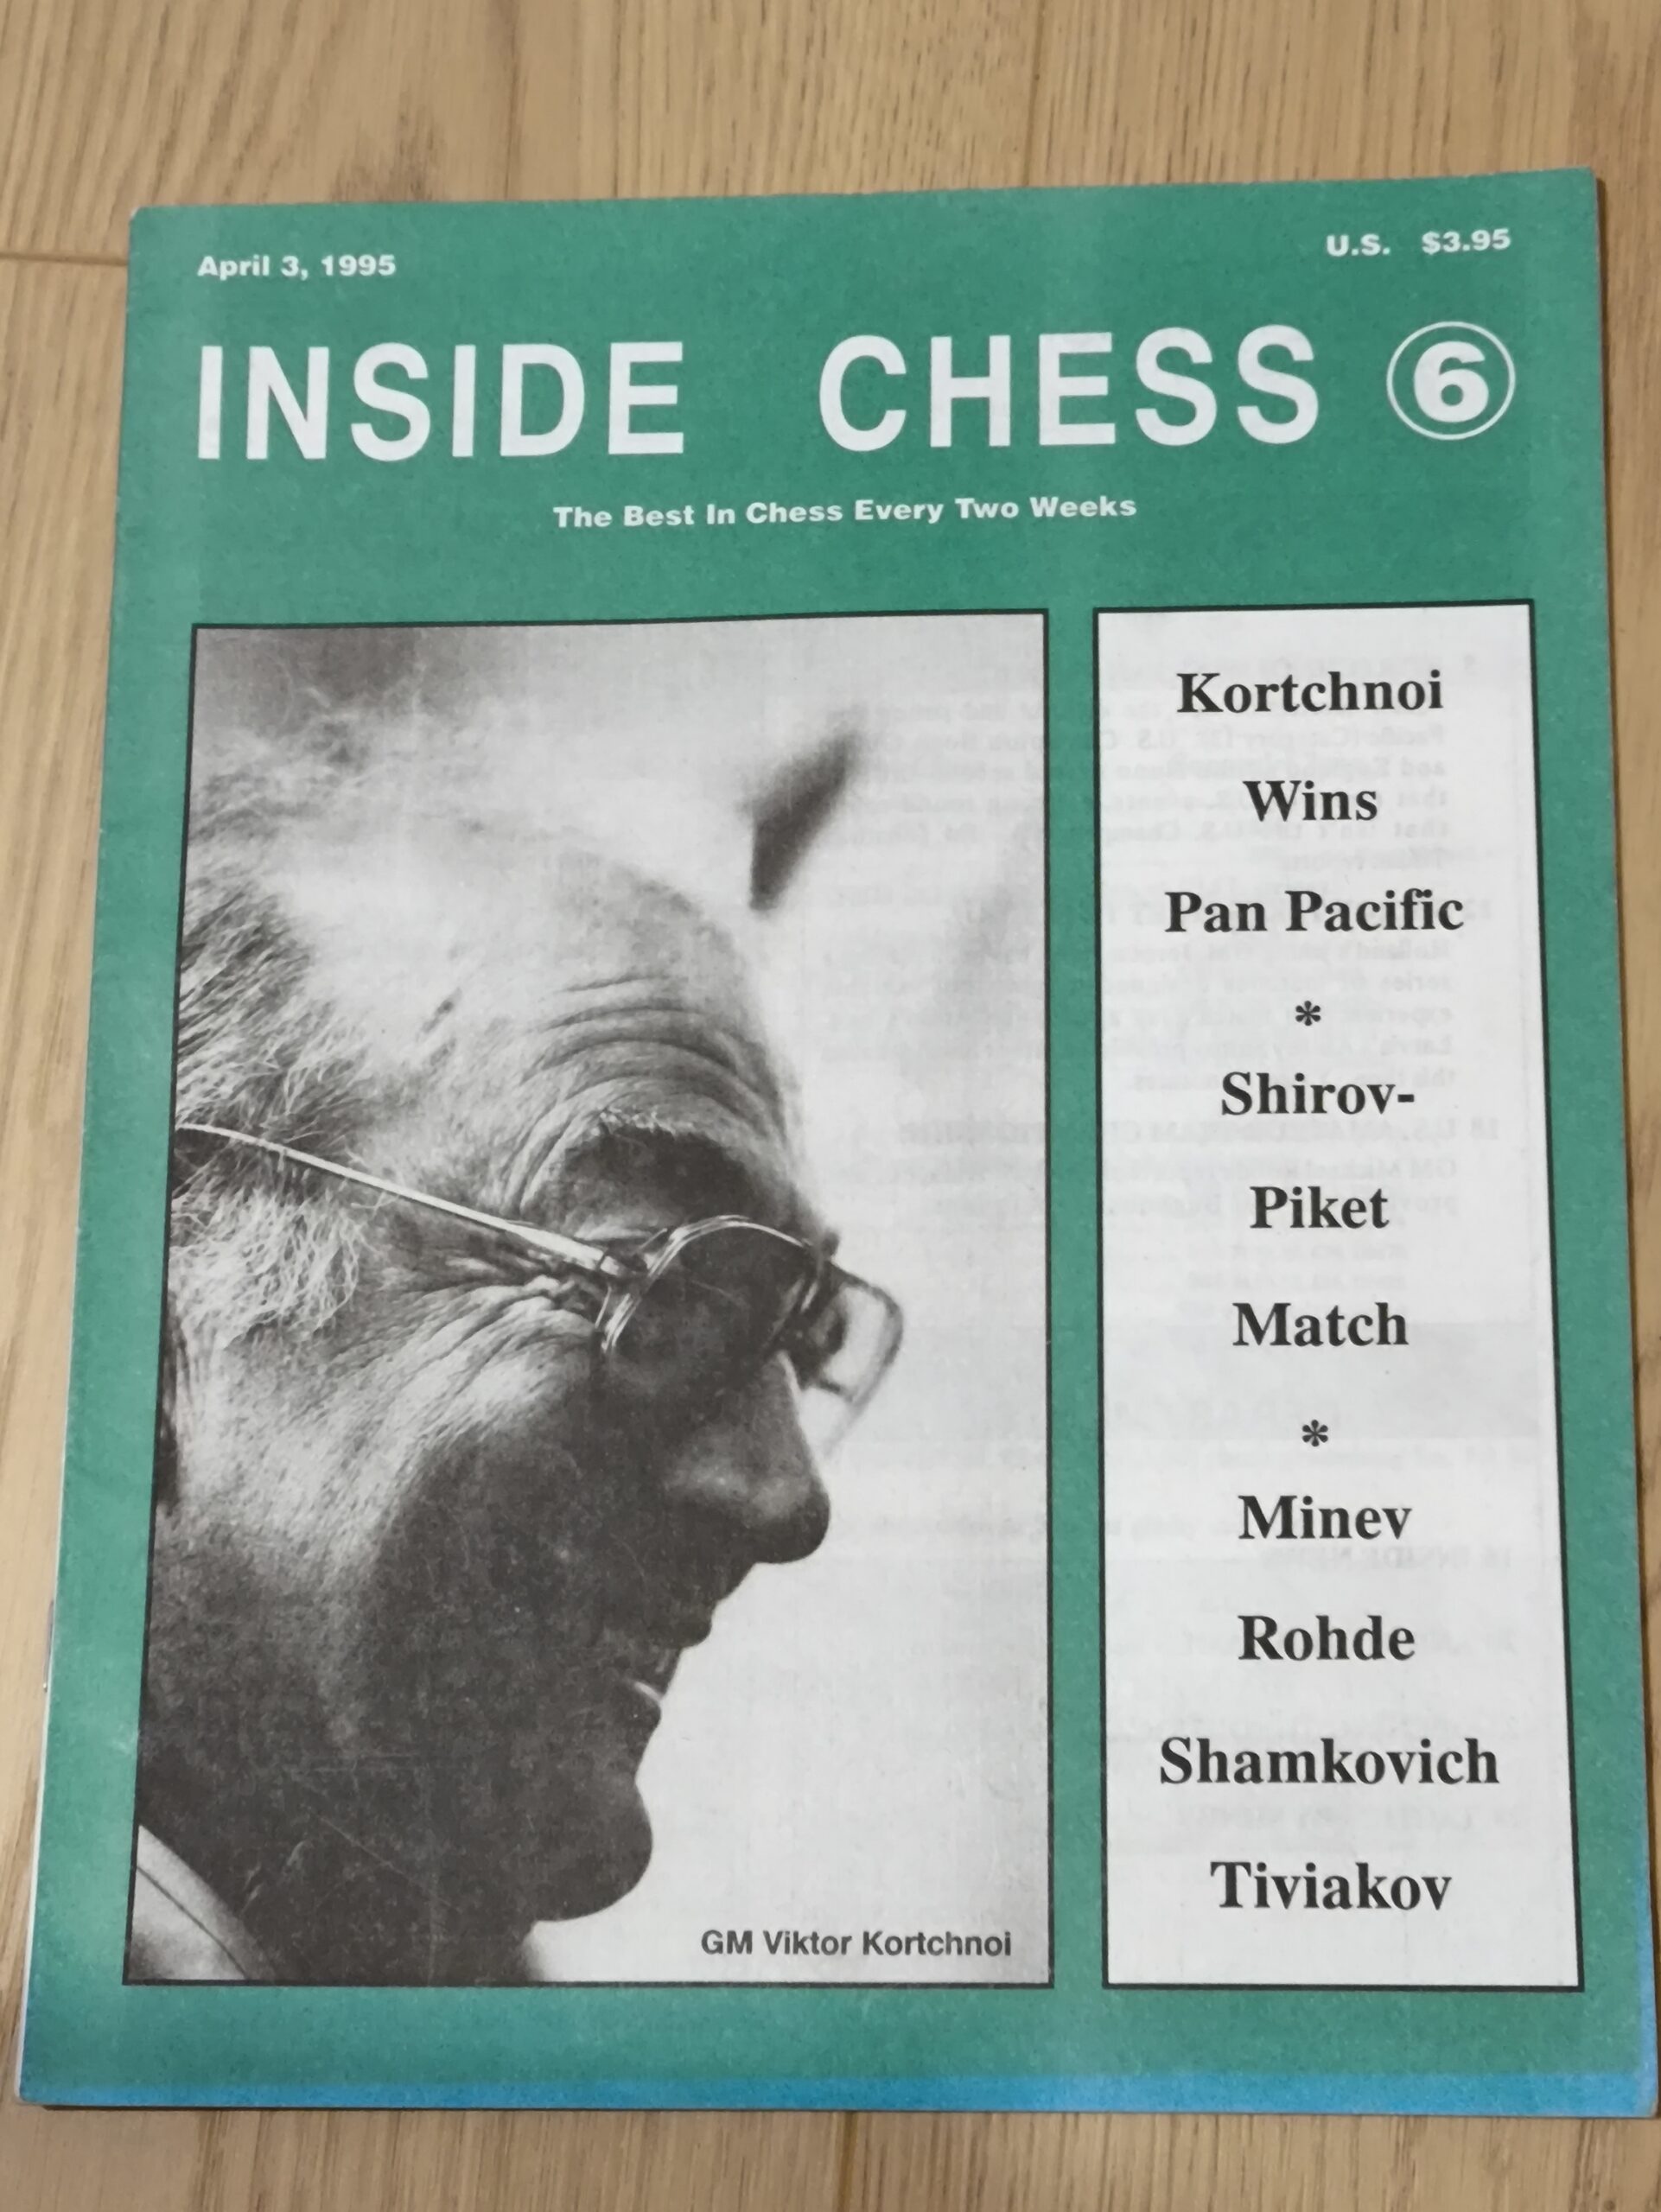 April 3, 1995
U.S. $3.95
INSIDE CHESS 6
The Best In Chess Every Two Weeks
GM Viktor Kortchnoi
Kortchnoi
Wins
Pan Pacific
*
Shirov-
Piket
Match
*
Minev
Rohde
Shamkovich
Tiviakov